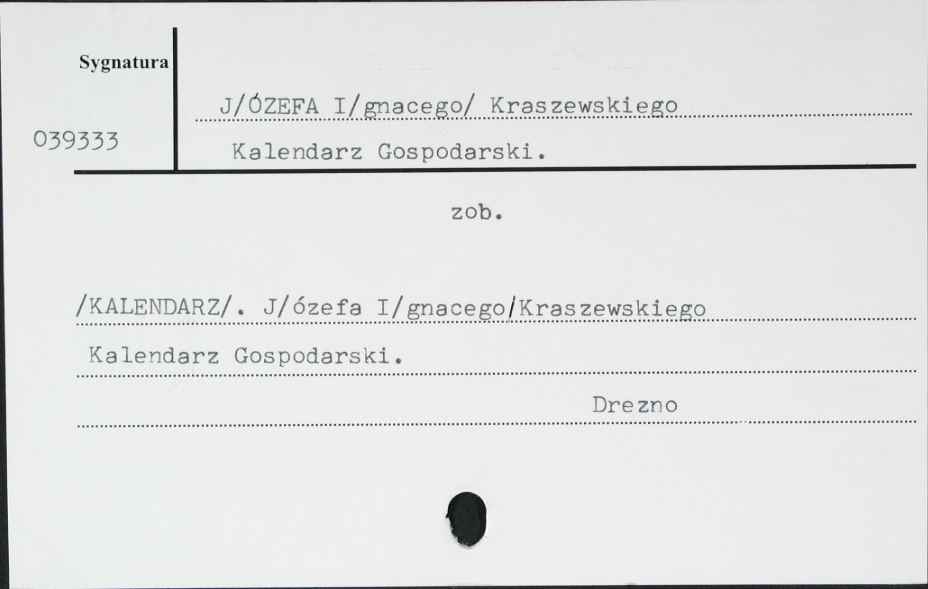 Sygnatura
J/ÓZEFA I/gnacego/ Kraszewskiego
039333
Kalendarz Gospodarski.
zob.
/KALENDARZ/. J/ózefa I/gnacego/Kraszewskiego
Kalendarz Gospodarski.
Drezno